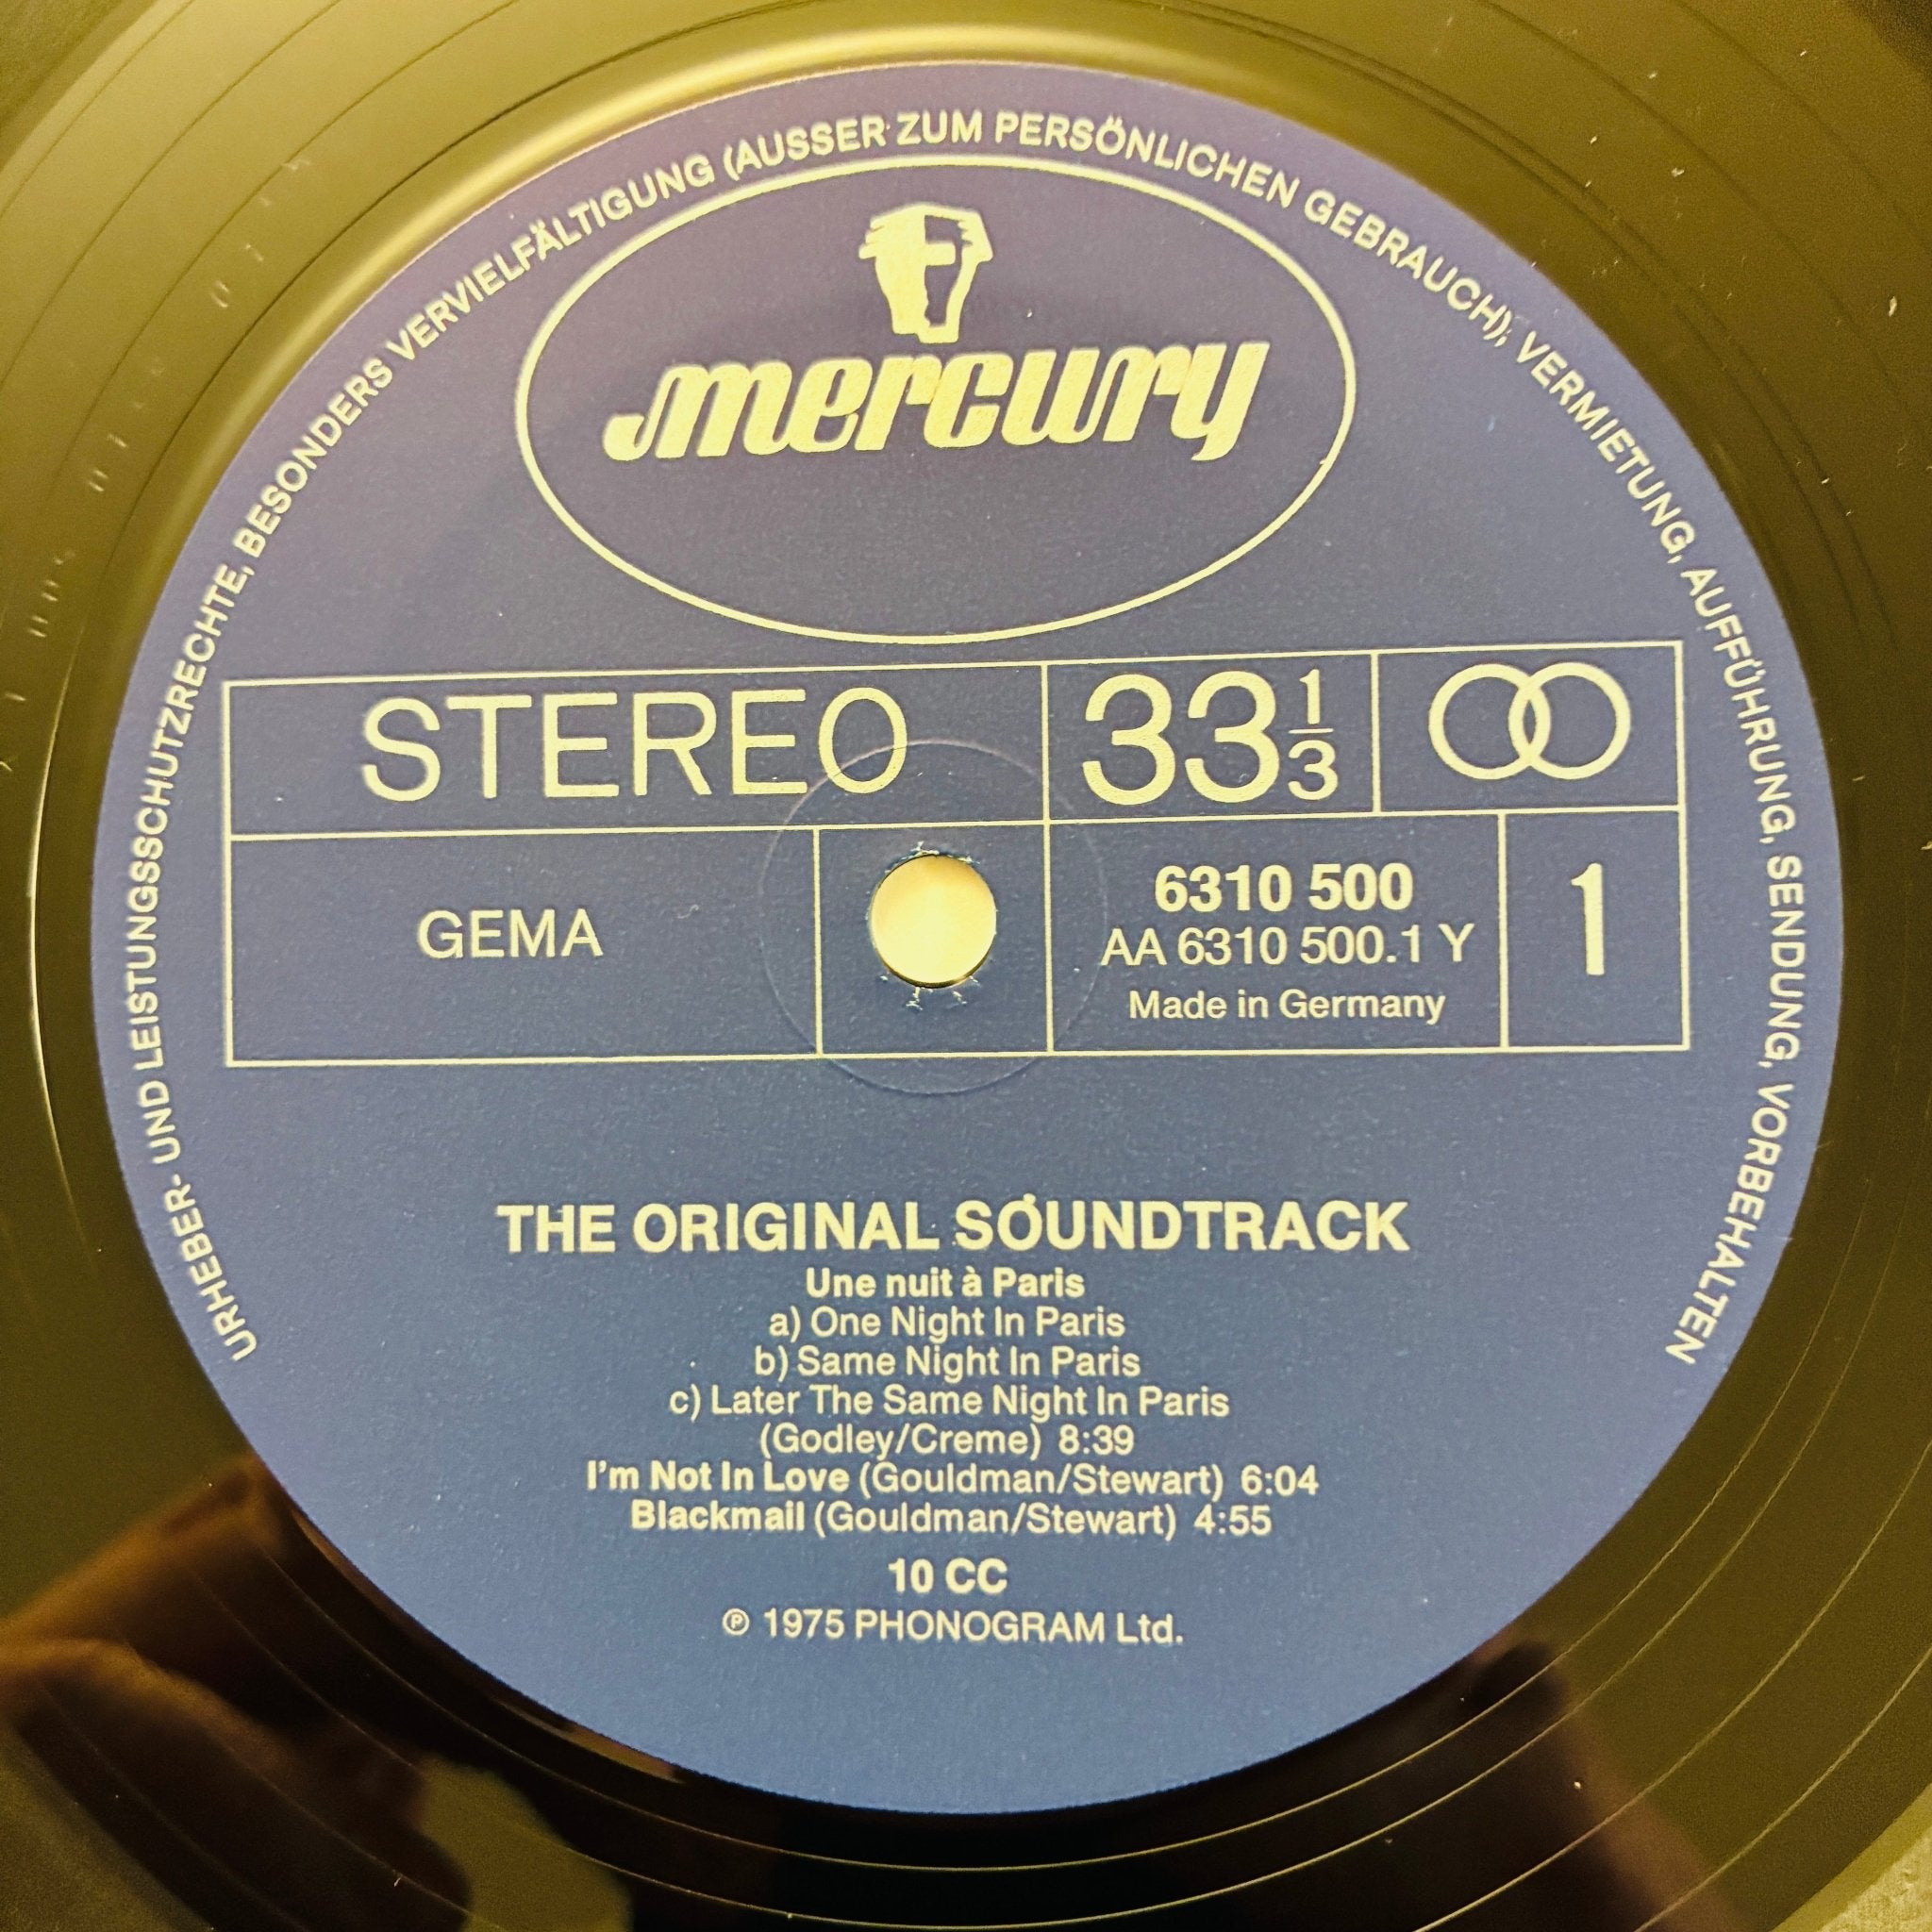 URHEBER- UND LEISTUNGSSCHUTZRECHTE, BESONDERS VERVIELFÄLTIGUNG (AUSSER ZUM PERSÖNLICHEN GEBRAUCH), VERMIETUNG, AUFFÜHRUNG, SENDUNG, VORBEHALTEN
mercury
STEREO
33 1/3
GEMA
6310 500
AA 6310 500.1 Y
Made in Germany
1
THE ORIGINAL SOUNDTRACK
Une nuit à Paris
a) One Night In Paris
b) Same Night In Paris
c) Later The Same Night In Paris
(Godley/Creme) 8:39
I'm Not In Love (Gouldman/Stewart) 6:04
Blackmail (Gouldman/Stewart) 4:55
10 CC
℗ 1975 PHONOGRAM Ltd.